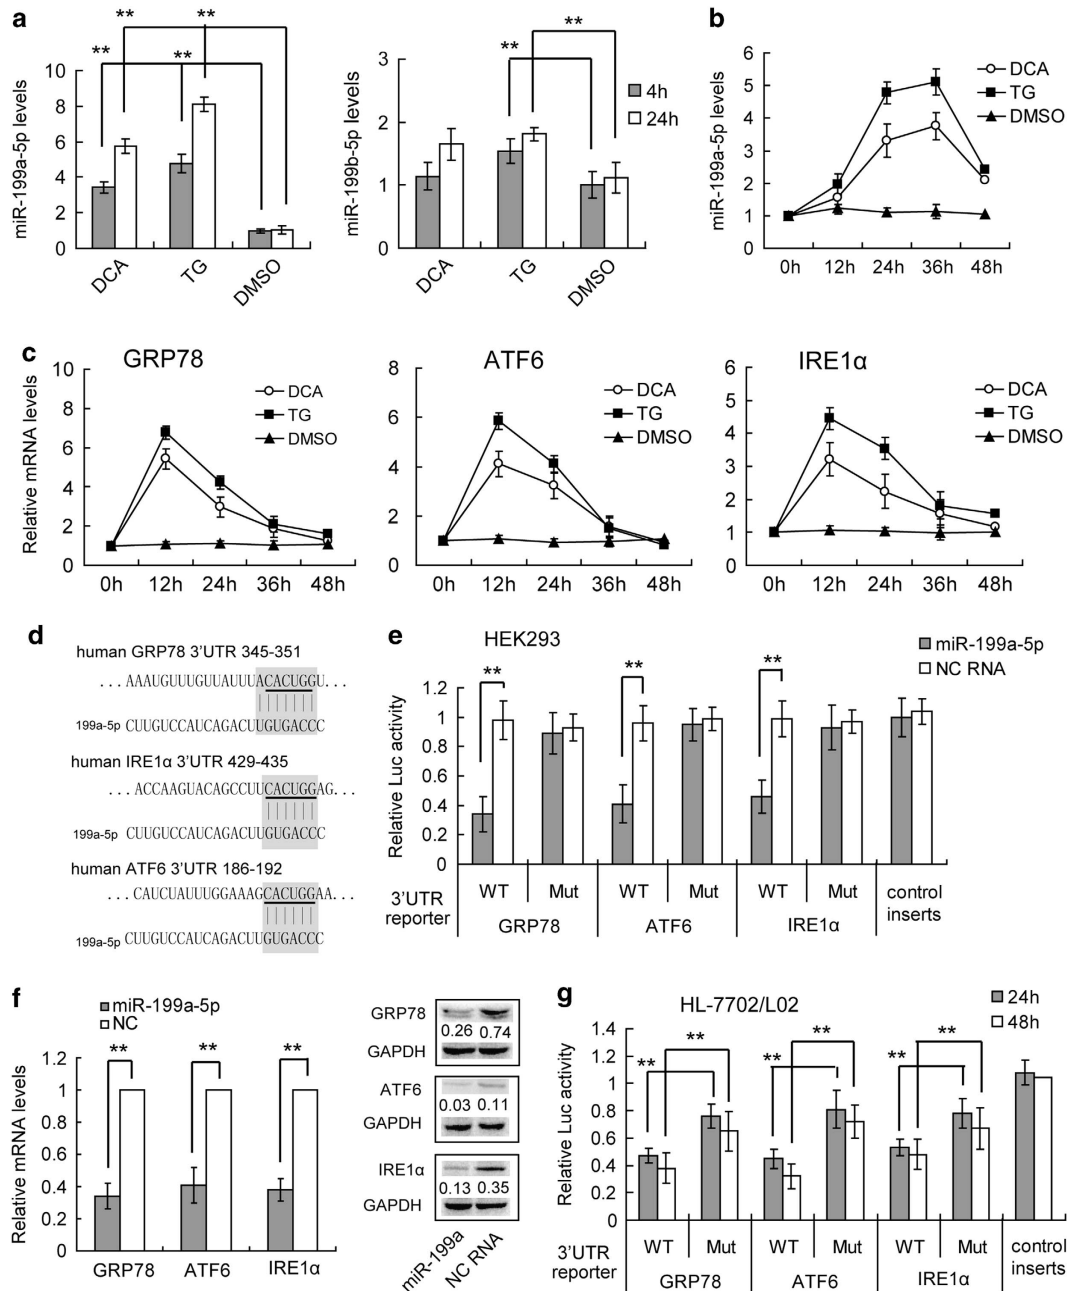 a
miR-199a-5p levels
10
8
6
4
2
0
** ** ** **
DCA TG DMSO
miR-199b-5p levels
3
2
1
0
** **
4h
24h
DCA TG DMSO
b
miR-199a-5p levels
6
5
4
3
2
1
0
DCA
TG
DMSO
0h 12h 24h 36h 48h
c
Relative mRNA levels
GRP78
10
8
6
4
2
0
DCA
TG
DMSO
0h 12h 24h 36h 48h
ATF6
8
6
4
2
0
DCA
TG
DMSO
0h 12h 24h 36h 48h
IRE1α
5
4
3
2
1
0
DCA
TG
DMSO
0h 12h 24h 36h 48h
d
human GRP78 3'UTR 345-351
...AAAUGUUUGUUAUUUACACUGGU...
199a-5p CUUGUCCAUCAGACUUGUGACCC
human IRE1α 3'UTR 429-435
...ACCAAGUACAGCCUUCACUGGAG...
199a-5p CUUGUCCAUCAGACUUGUGACCC
human ATF6 3'UTR 186-192
...CAUCUAUUUGGAAAGCACUGGAA...
199a-5p CUUGUCCAUCAGACUUGUGACCC
e
HEK293
miR-199a-5p
NC RNA
Relative Luc activity
1.2
1
0.8
0.6
0.4
0.2
0
** ** **
3'UTR reporter
WT Mut WT Mut WT Mut control inserts
GRP78 ATF6 IRE1α
f
miR-199a-5p
NC
Relative mRNA levels
1.2
1
0.8
0.6
0.4
0.2
0
** ** **
GRP78 ATF6 IRE1α
GRP78
0.26 0.74
GAPDH
ATF6
0.03 0.11
GAPDH
IRE1α
0.13 0.35
GAPDH
miR-199a NC RNA
g
HL-7702/L02
24h
48h
Relative Luc activity
1.4
1.2
1
0.8
0.6
0.4
0.2
0
** ** ** ** ** **
3'UTR reporter
WT Mut WT Mut WT Mut control inserts
GRP78 ATF6 IRE1α